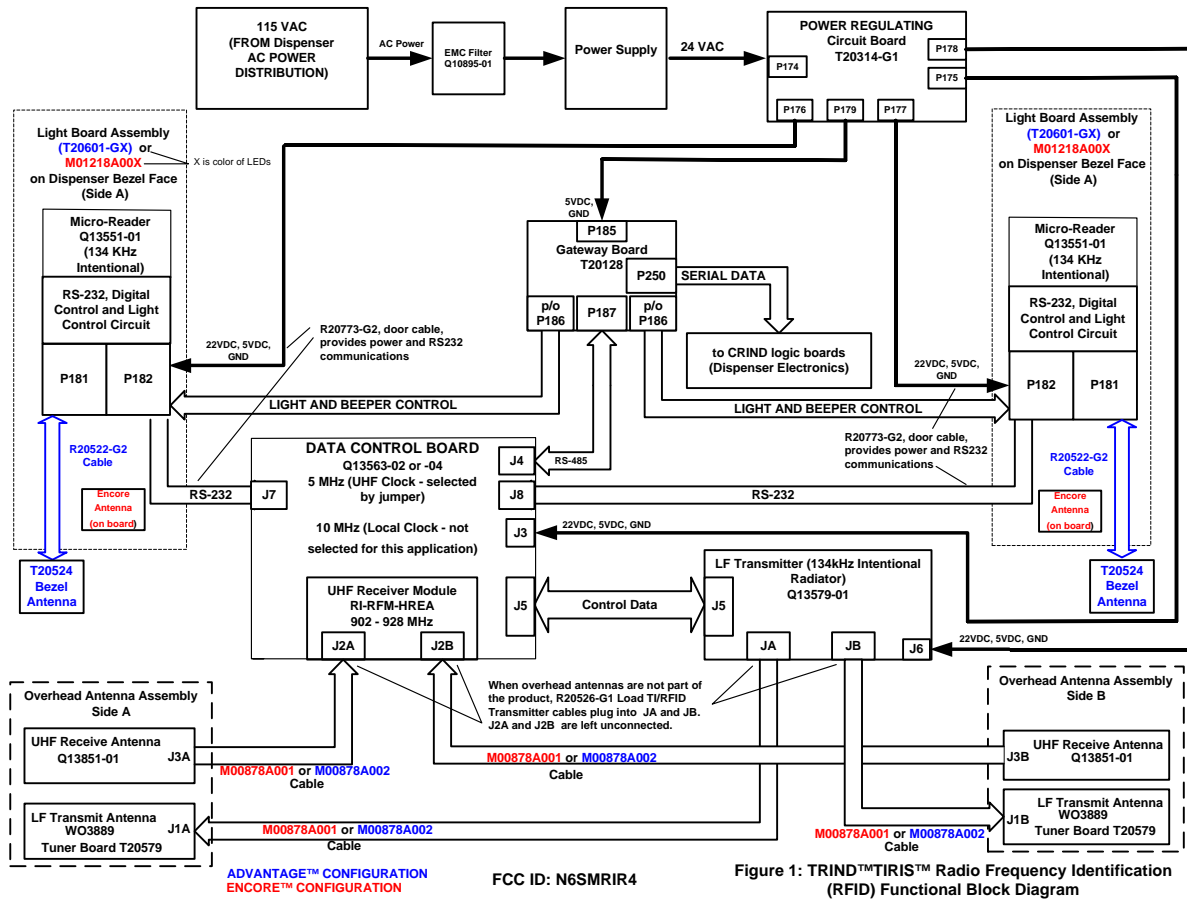 115 VAC
(FROM Dispenser
AC POWER
DISTRIBUTION)
AC Power
EMC Filter
Q10895-01
Power Supply
24 VAC
POWER REGULATING
Circuit Board
T20314-G1
P178
P175
P174
P176
P179
P177
Light Board Assembly
(T20601-GX) or
M01218A00X
on Dispenser Bezel Face
(Side A)
X is color of LEDs
Micro-Reader
Q13551-01
(134 KHz
Intentional)
RS-232, Digital
Control and Light
Control Circuit
P181
P182
22VDC, 5VDC,
GND
R20773-G2, door cable,
provides power and RS232
communications
5VDC,
GND
P185
Gateway Board
T20128
P250
SERIAL DATA
p/o
P186
P187
p/o
P186
to CRIND logic boards
(Dispenser Electronics)
Light Board Assembly
(T20601-GX) or
M01218A00X
on Dispenser Bezel Face
(Side A)
Micro-Reader
Q13551-01
(134 KHz
Intentional)
RS-232, Digital
Control and Light
Control Circuit
P182
P181
22VDC, 5VDC,
GND
LIGHT AND BEEPER CONTROL
LIGHT AND BEEPER CONTROL
R20773-G2, door cable,
provides power and RS232
communications
R20522-G2
Cable
Encore
Antenna
(on board)
T20524
Bezel
Antenna
RS-232
J7
DATA CONTROL BOARD
Q13563-02 or -04
5 MHz (UHF Clock - selected
by jumper)
10 MHz (Local Clock - not
selected for this application)
J4
RS-485
J8
RS-232
J3
22VDC, 5VDC, GND
R20522-G2
Cable
Encore
Antenna
(on board)
T20524
Bezel
Antenna
UHF Receiver Module
RI-RFM-HREA
902 - 928 MHz
J2A
J2B
J5
Control Data
J5
LF Transmitter (134kHz Intentional
Radiator)
Q13579-01
JA
JB
J6
22VDC, 5VDC, GND
When overhead antennas are not part of
the product, R20526-G1 Load TI/RFID
Transmitter cables plug into JA and JB.
J2A and J2B are left unconnected.
Overhead Antenna Assembly
Side A
UHF Receive Antenna
Q13851-01
J3A
M00878A001 or M00878A002
Cable
LF Transmit Antenna
WO3889
Tuner Board T20579
J1A
M00878A001 or M00878A002
Cable
M00878A001 or M00878A002
Cable
Overhead Antenna Assembly
Side B
J3B
UHF Receive Antenna
Q13851-01
J1B
LF Transmit Antenna
WO3889
Tuner Board T20579
M00878A001 or M00878A002
Cable
ADVANTAGE™ CONFIGURATION
ENCORE™ CONFIGURATION
FCC ID: N6SMRIR4
Figure 1: TRIND™TIRIS™ Radio Frequency Identification
(RFID) Functional Block Diagram